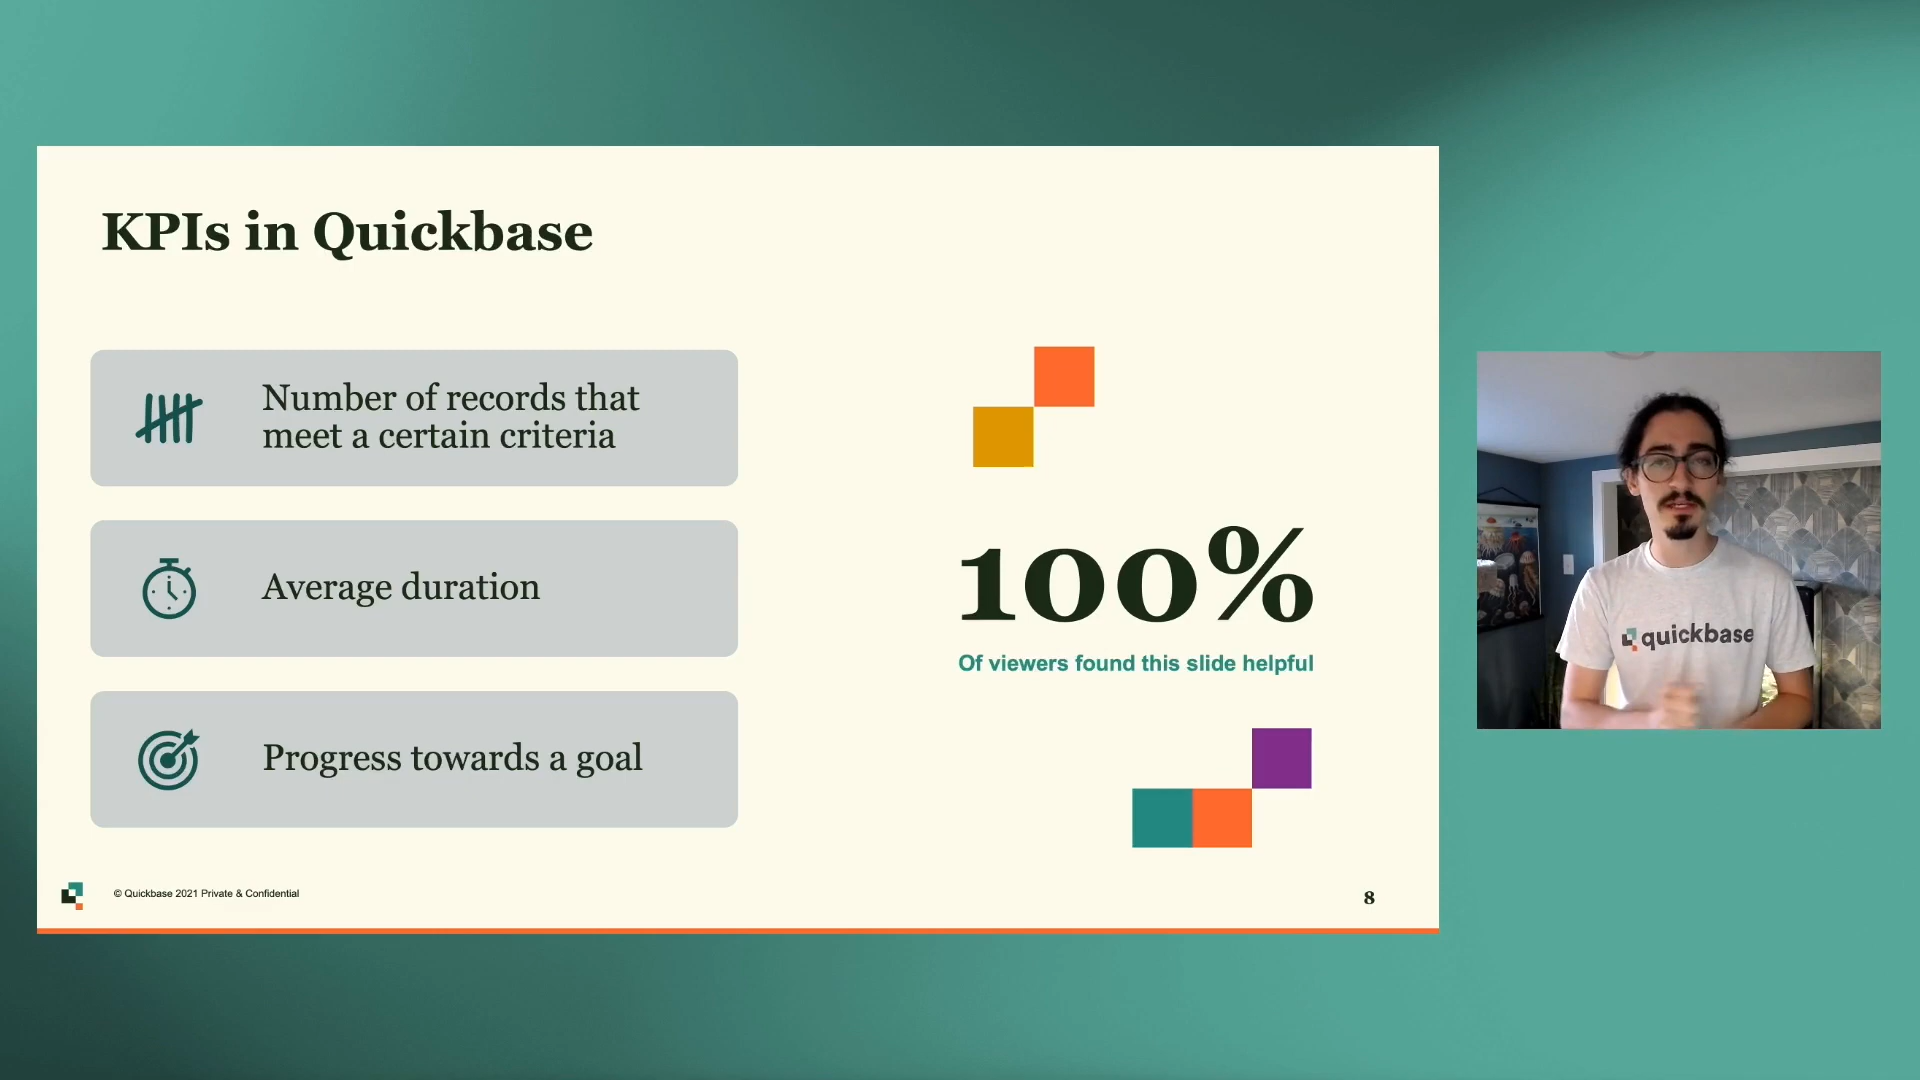 KPIs in Quickbase
Number of records that
meet a certain criteria
Average duration
Progress towards a goal
100%
Of viewers found this slide helpful
© Quickbase 2021 Private & Confidential
8
quickbase